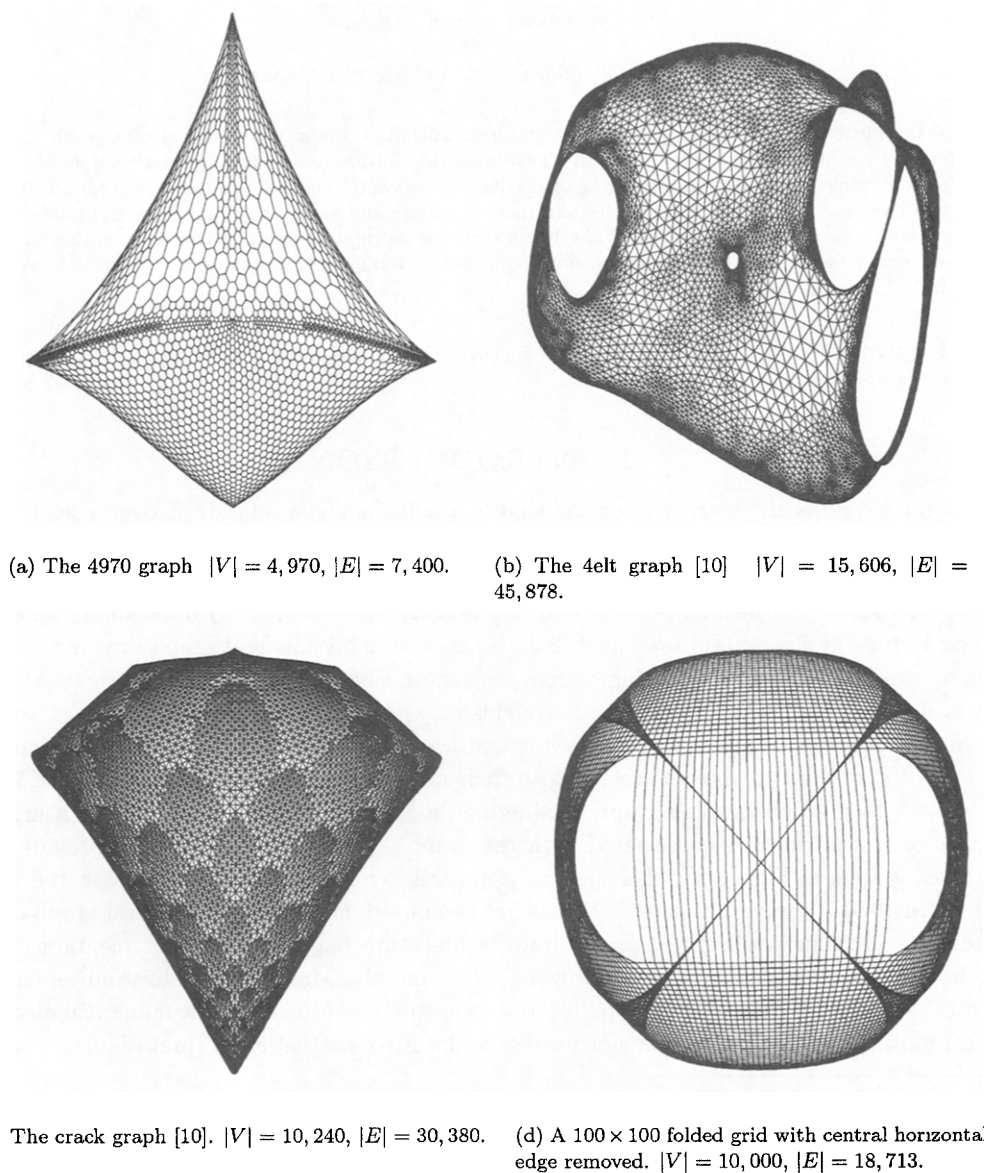 (a) The 4970 graph |V| = 4,970, |E| = 7,400.
(b) The 4elt graph [10] |V| = 15,606, |E| =
45,878.
The crack graph [10]. |V| = 10,240, |E| = 30,380.
(d) A 100 × 100 folded grid with central horizontal
edge removed. |V| = 10,000, |E| = 18,713.